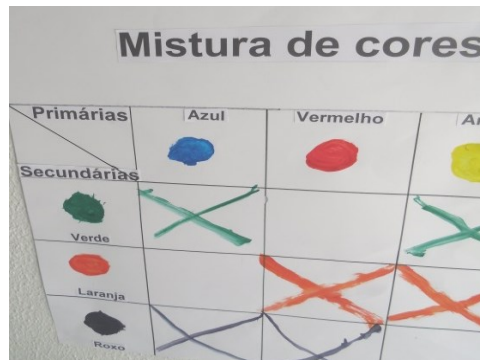 Mistura de cores
Primárias
Azul
Vermelho
Secundárias
Verde
Laranja
Roxo